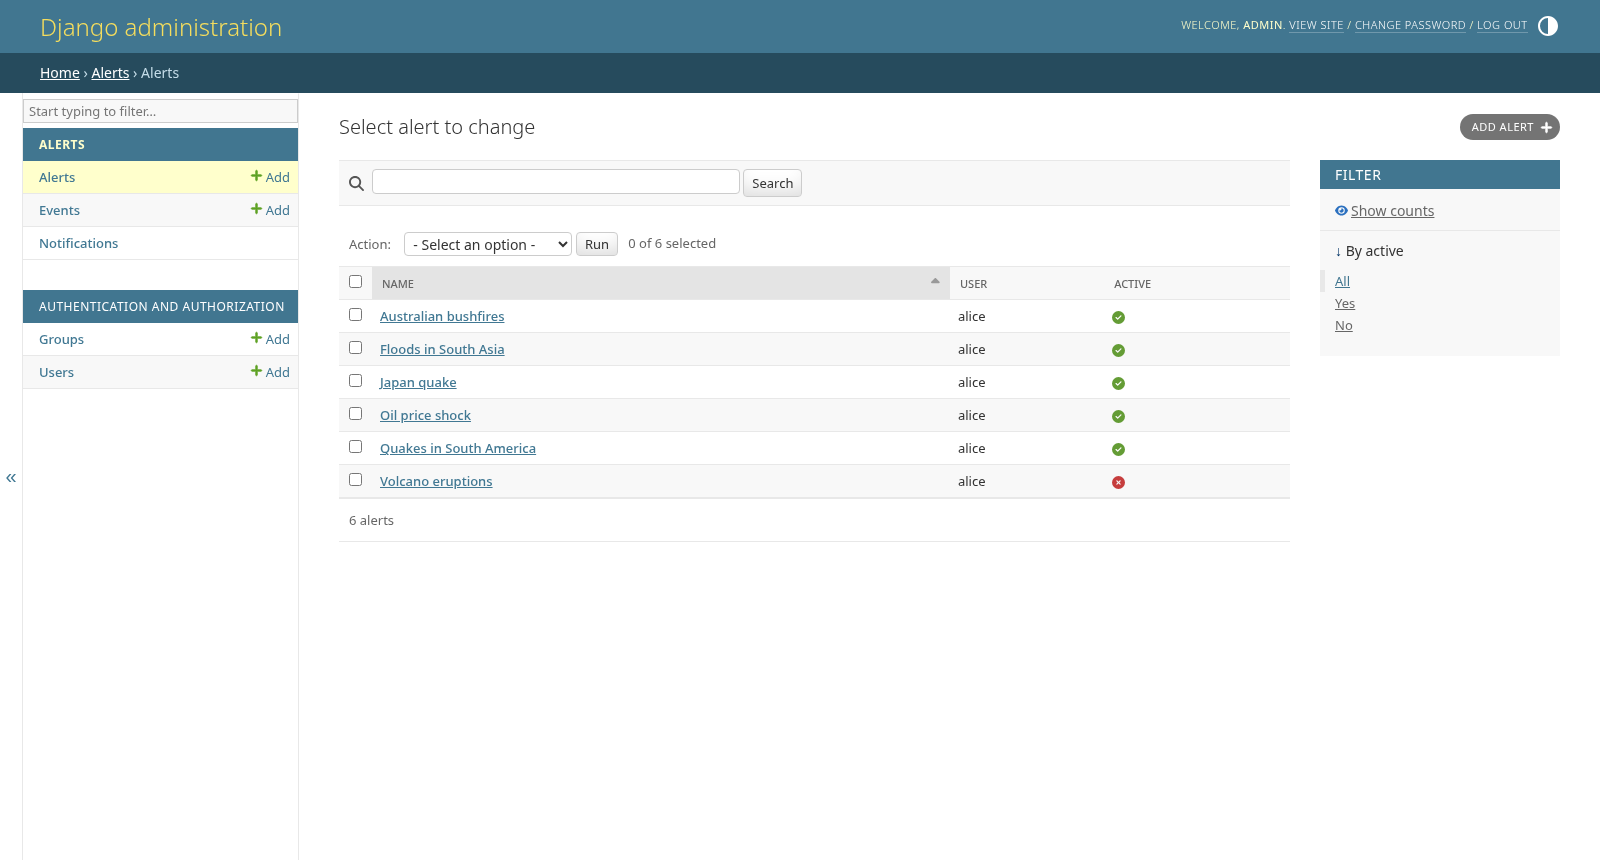 Django administration
WELCOME, ADMIN. VIEW SITE / CHANGE PASSWORD / LOG OUT
Home › Alerts › Alerts
Start typing to filter...
ALERTS
Alerts
Add
Events
Add
Notifications
AUTHENTICATION AND AUTHORIZATION
Groups
Add
Users
Add
«
Select alert to change
ADD ALERT
Search
Action: - Select an option - Run 0 of 6 selected
NAME USER ACTIVE
Australian bushfires alice
Floods in South Asia alice
Japan quake alice
Oil price shock alice
Quakes in South America alice
Volcano eruptions alice
6 alerts
FILTER
Show counts
↓ By active
All
Yes
No